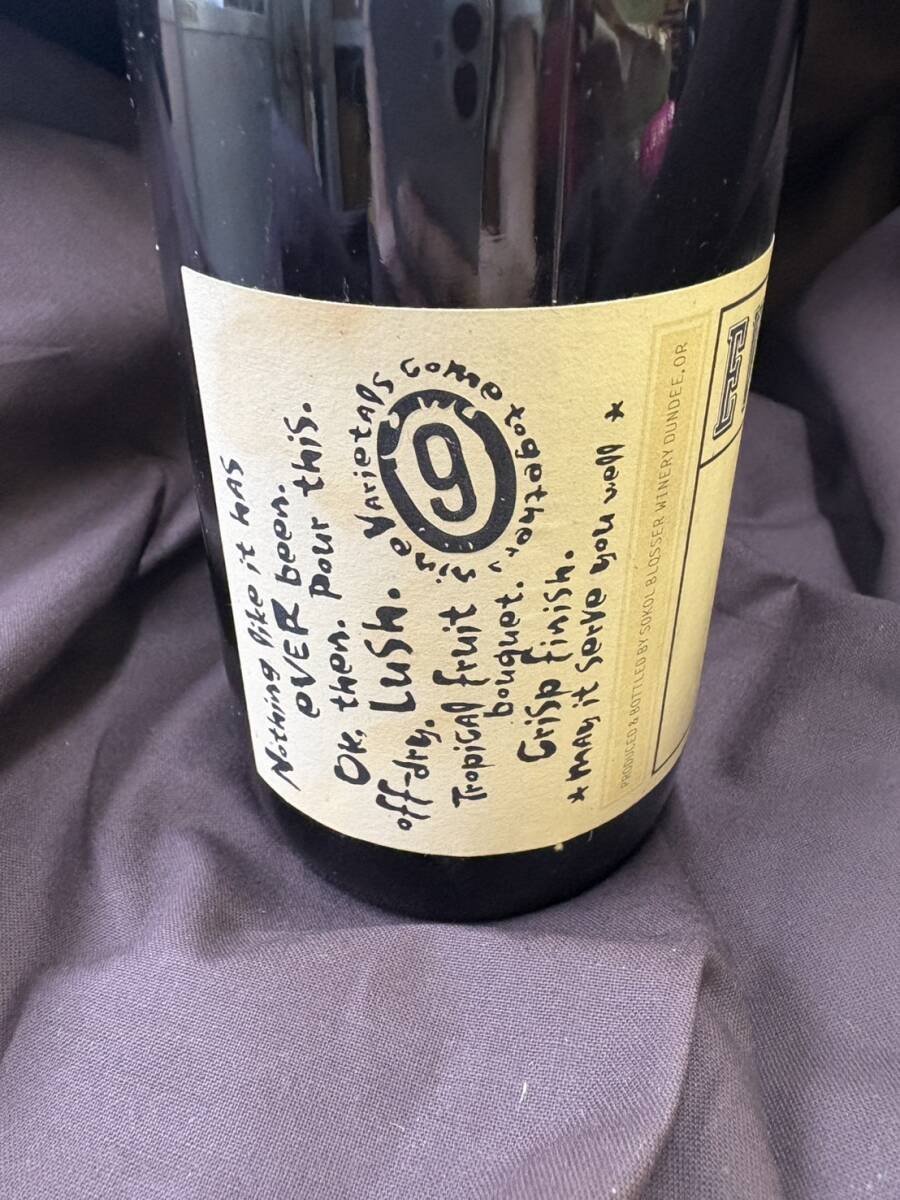 Nothing like it has
eVER been.
Ok, then. Pour this.
LUSH.
off-dry.
Tropical fruit
bouquet.
Crisp finish.
* may it serve you well *
Nine Varietals come together
9
PRODUCED & BOTTLED BY SOKOL BLOSSER WINERY DUNDEE, OR